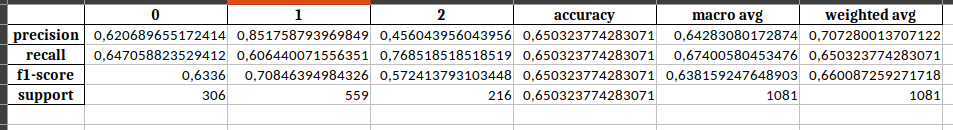 0 1 2 accuracy macro avg weighted avg
precision 0,620689655172414 0,851758793969849 0,456043956043956 0,650323774283071 0,64283080172874 0,707280013707122
recall 0,647058823529412 0,606440071556351 0,768518518518519 0,650323774283071 0,67400580453476 0,650323774283071
f1-score 0,6336 0,70846394984326 0,572413793103448 0,650323774283071 0,638159247648903 0,660087259271718
support 306 559 216 0,650323774283071 1081 1081